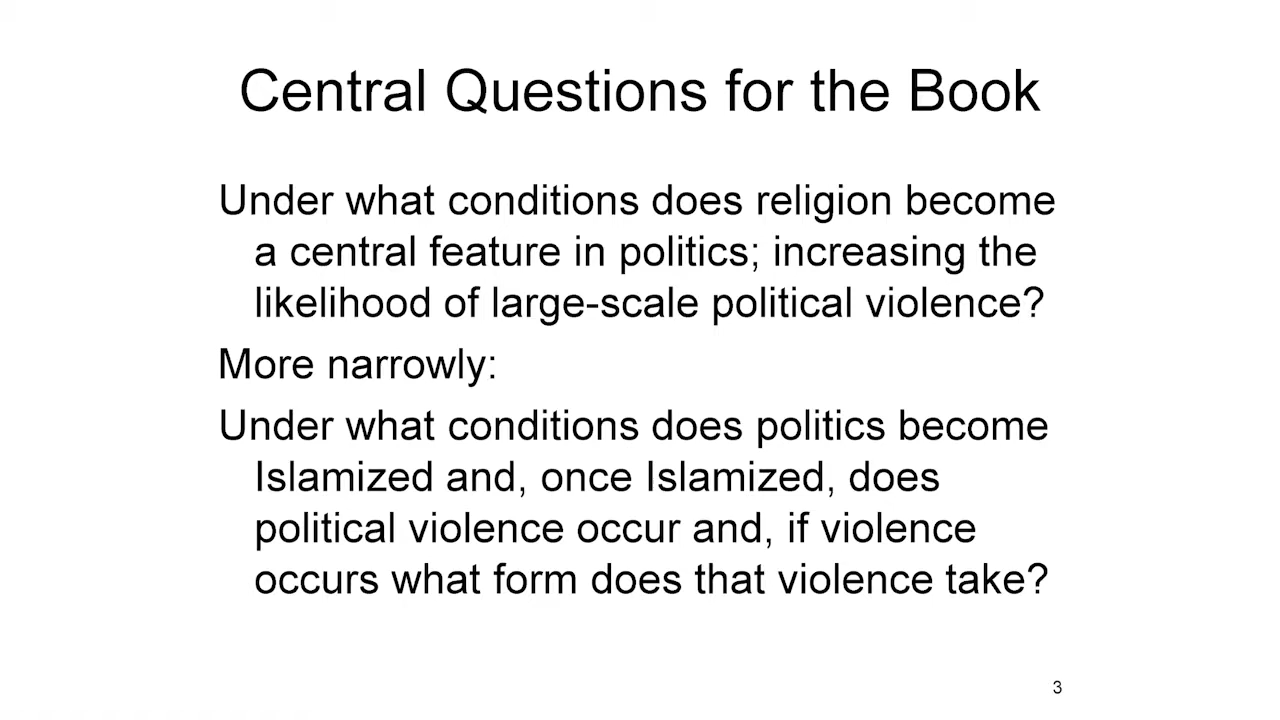 Central Questions for the Book
Under what conditions does religion become
a central feature in politics; increasing the
likelihood of large-scale political violence?
More narrowly:
Under what conditions does politics become
Islamized and, once Islamized, does
political violence occur and, if violence
occurs what form does that violence take?
3